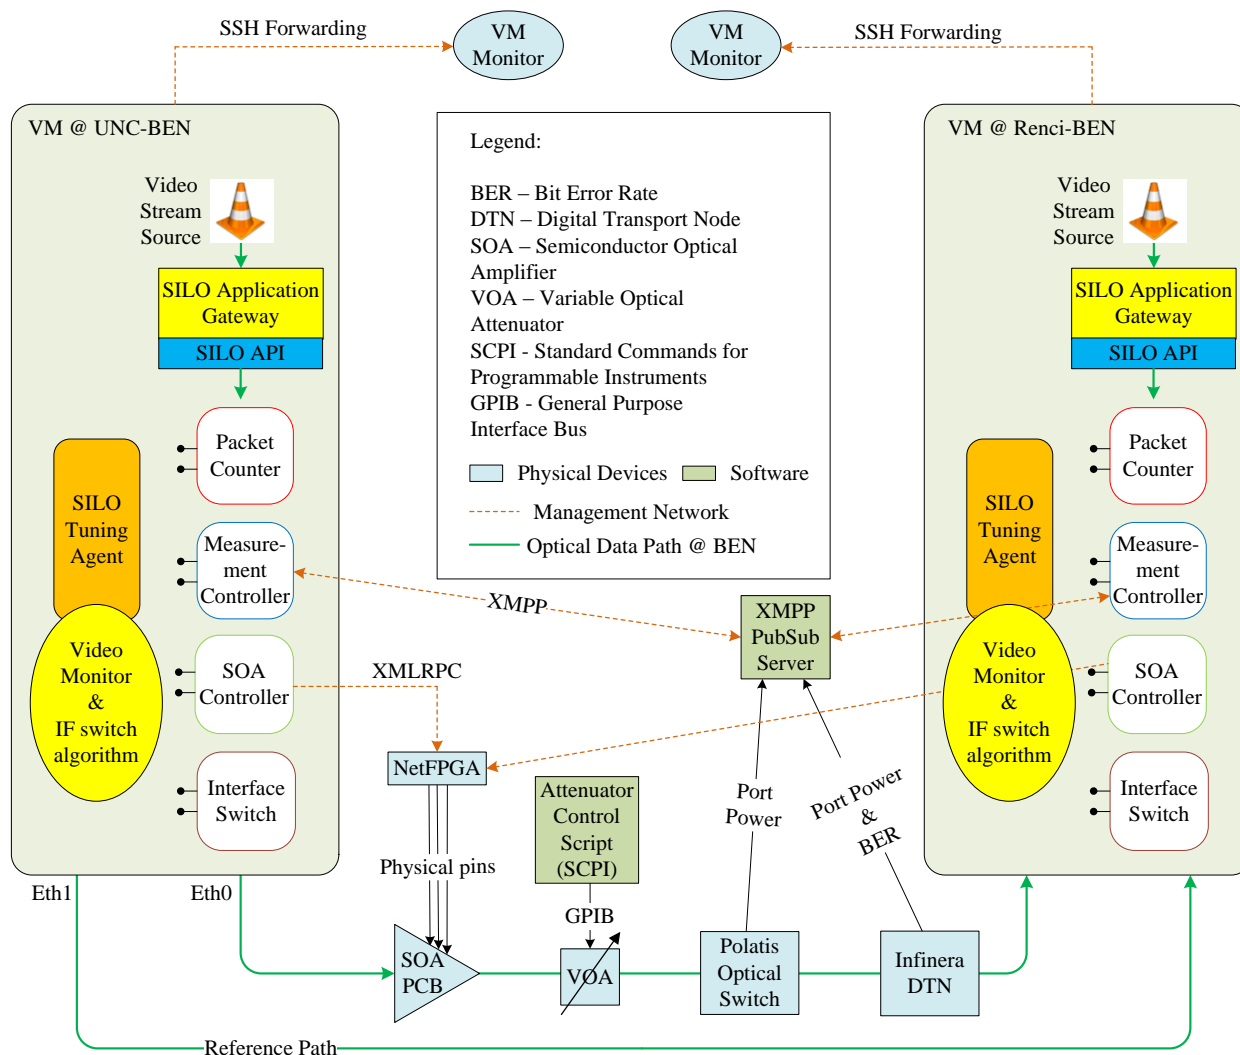 SSH Forwarding
VM
Monitor
VM
Monitor
SSH Forwarding
VM @ UNC-BEN
Video
Stream
Source
SILO Application
Gateway
SILO API
Packet
Counter
SILO
Tuning
Agent
Measure-
ment
Controller
Video
Monitor
&
IF switch
algorithm
SOA
Controller
Interface
Switch
Eth1
Eth0
Legend:
BER – Bit Error Rate
DTN – Digital Transport Node
SOA – Semiconductor Optical
Amplifier
VOA – Variable Optical
Attenuator
SCPI - Standard Commands for
Programmable Instruments
GPIB - General Purpose
Interface Bus
Physical Devices
Software
Management Network
Optical Data Path @ BEN
XMPP
XMPP
PubSub
Server
XMLRPC
NetFPGA
Attenuator
Control
Script
(SCPI)
Port
Power
Port Power
&
BER
Physical pins
GPIB
SOA
PCB
VOA
Polatis
Optical
Switch
Infinera
DTN
Reference Path
VM @ Renci-BEN
Video
Stream
Source
SILO Application
Gateway
SILO API
Packet
Counter
SILO
Tuning
Agent
Measure-
ment
Controller
Video
Monitor
&
IF switch
algorithm
SOA
Controller
Interface
Switch